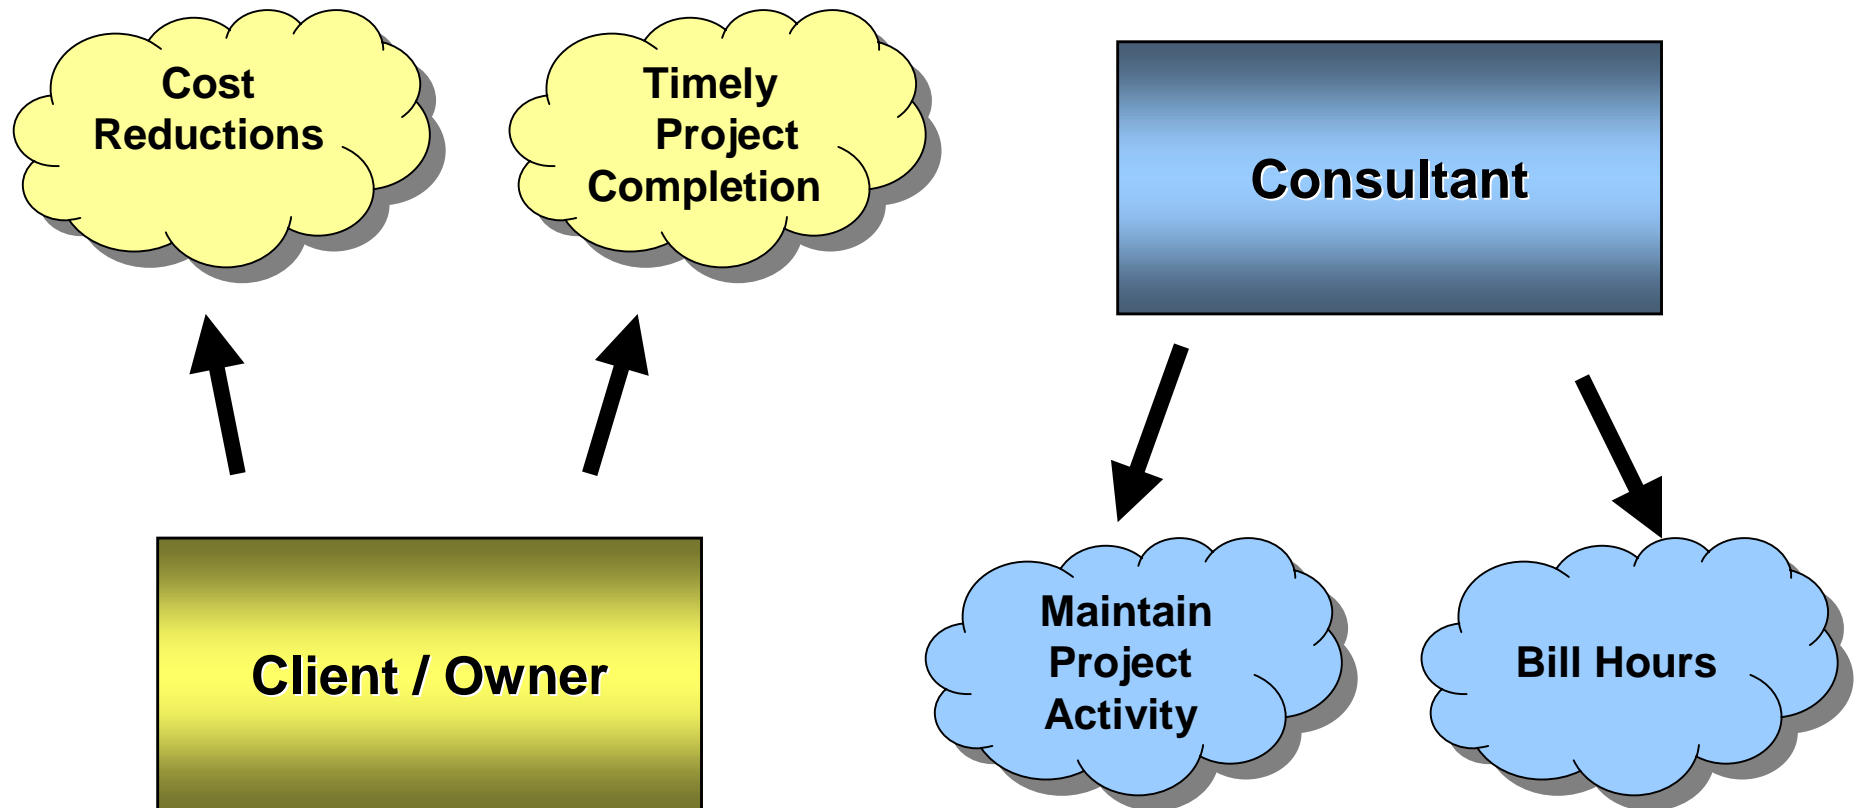 Cost
Reductions
Timely
Project
Completion
Consultant
Client / Owner
Maintain
Project
Activity
Bill Hours